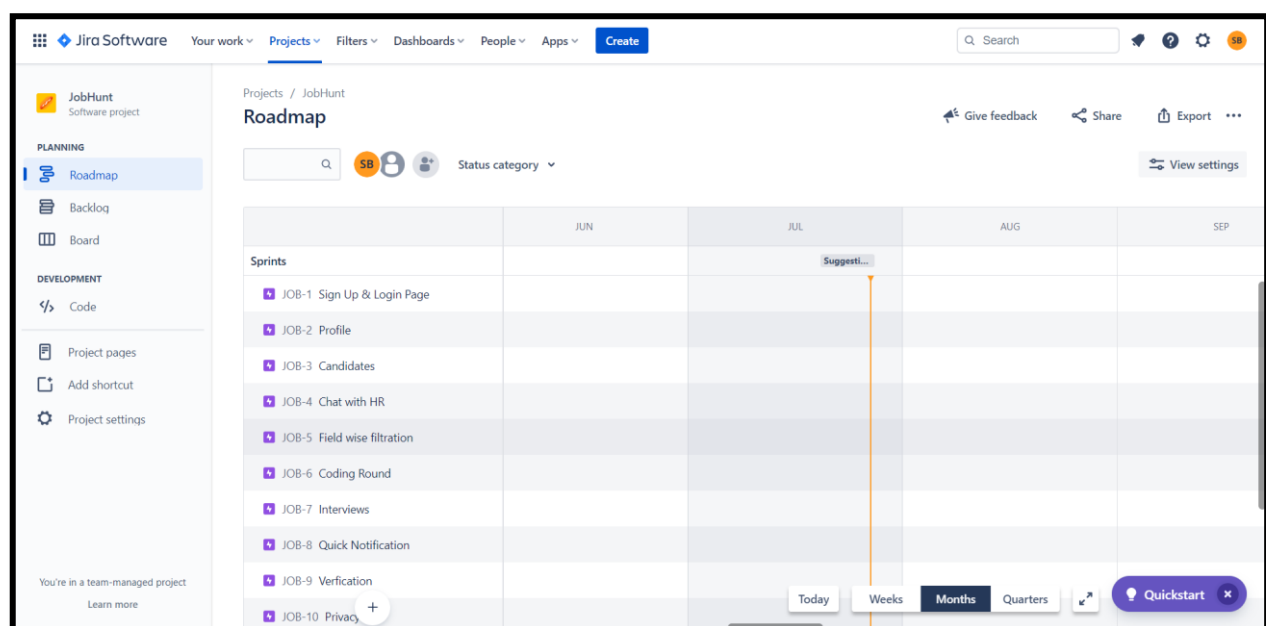 Jira Software Your work Projects Filters Dashboards People Apps Create Search SB
JobHunt
Software project
PLANNING
Roadmap
Backlog
Board
DEVELOPMENT
Code
Project pages
Add shortcut
Project settings
You're in a team-managed project
Learn more
Projects / JobHunt
Roadmap
Give feedback Share Export
SB Status category View settings
JUN JUL AUG SEP
Sprints Suggesti...
JOB-1 Sign Up & Login Page
JOB-2 Profile
JOB-3 Candidates
JOB-4 Chat with HR
JOB-5 Field wise filtration
JOB-6 Coding Round
JOB-7 Interviews
JOB-8 Quick Notification
JOB-9 Verfication
JOB-10 Privacy
Today Weeks Months Quarters Quickstart